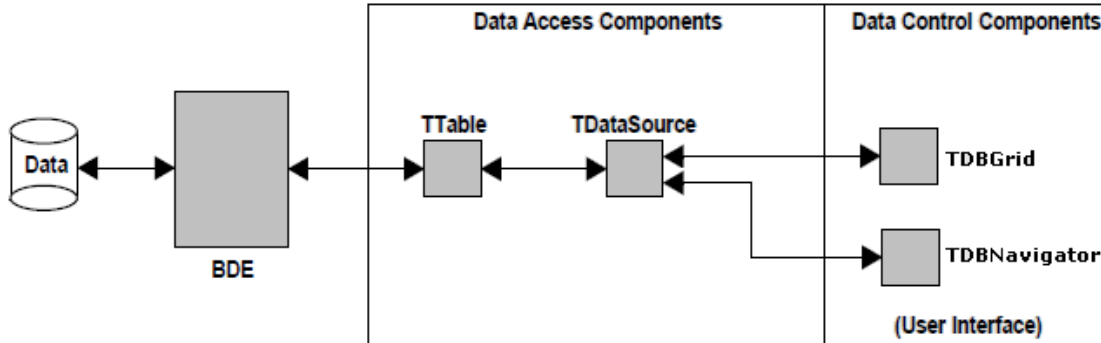 Data Access Components
Data Control Components
TTable
TDataSource
Data
TDBGrid
BDE
TDBNavigator
(User Interface)